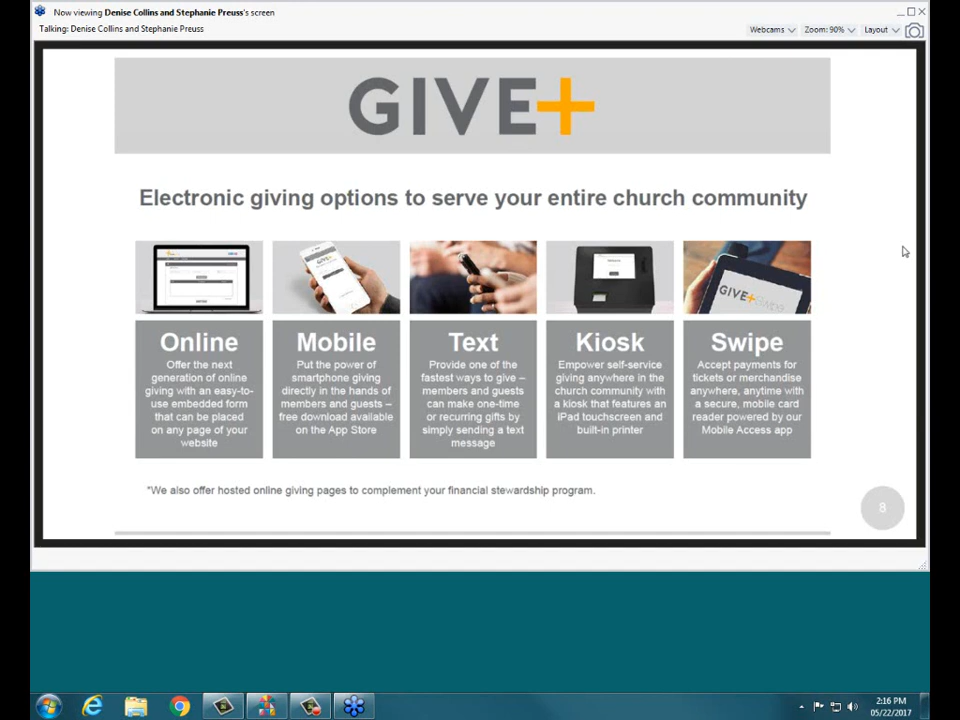 Now viewing Denise Collins and Stephanie Preuss's screen
Talking: Denise Collins and Stephanie Preuss
Webcams Zoom: 90% Layout
GIVE+
Electronic giving options to serve your entire church community
GIVE+
GIVE+SWIPE
Online
Offer the next
generation of online
giving with an easy-to-
use embedded form
that can be placed
on any page of your
website
Mobile
Put the power of
smartphone giving
directly in the hands of
members and guests –
free download available
on the App Store
Text
Provide one of the
fastest ways to give –
members and guests
can make one-time
or recurring gifts by
simply sending a text
message
Kiosk
Empower self-service
giving anywhere in the
church community with
a kiosk that features an
iPad touchscreen and
built-in printer
Swipe
Accept payments for
tickets or merchandise
anywhere, anytime with
a secure, mobile card
reader powered by our
Mobile Access app
*We also offer hosted online giving pages to complement your financial stewardship program.
8
2:16 PM
05/22/2017